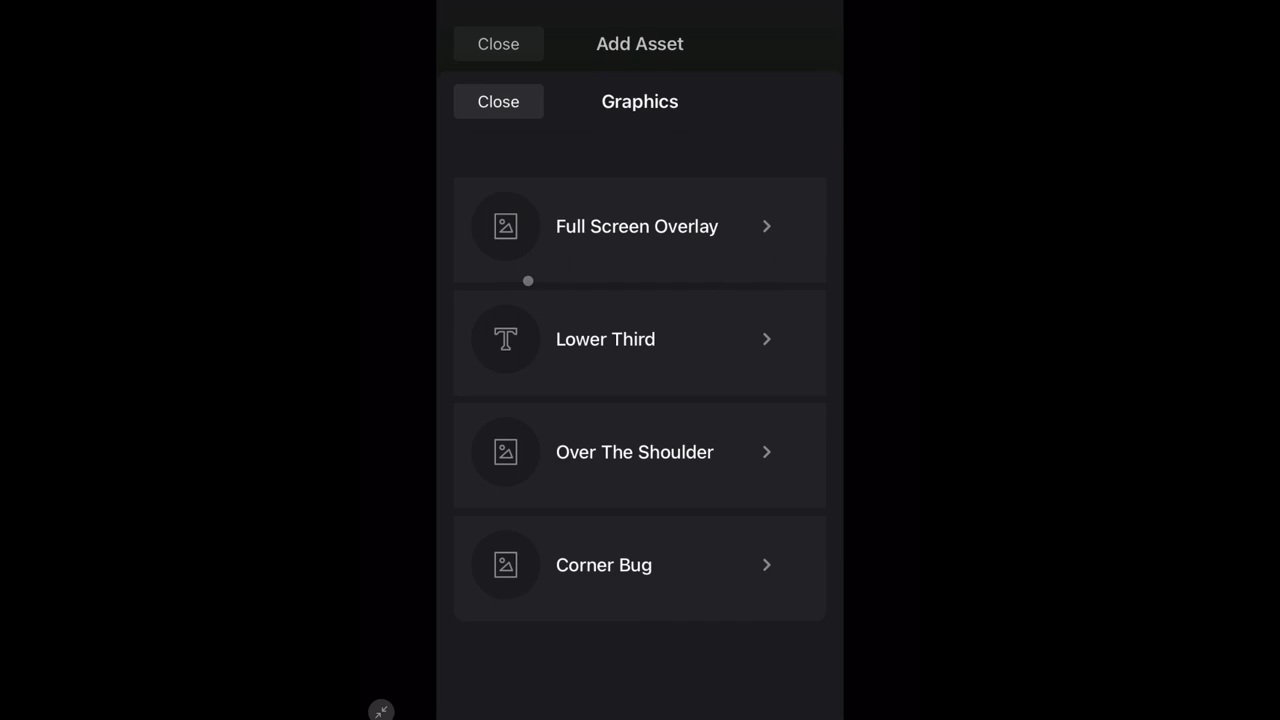 Close
Add Asset
Close
Graphics
Full Screen Overlay
Lower Third
Over The Shoulder
Corner Bug